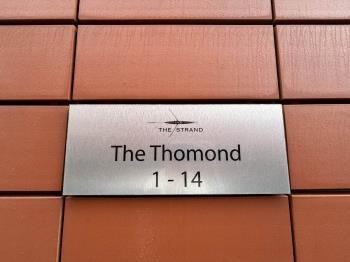 THE STRAND
The Thomond
1 - 14